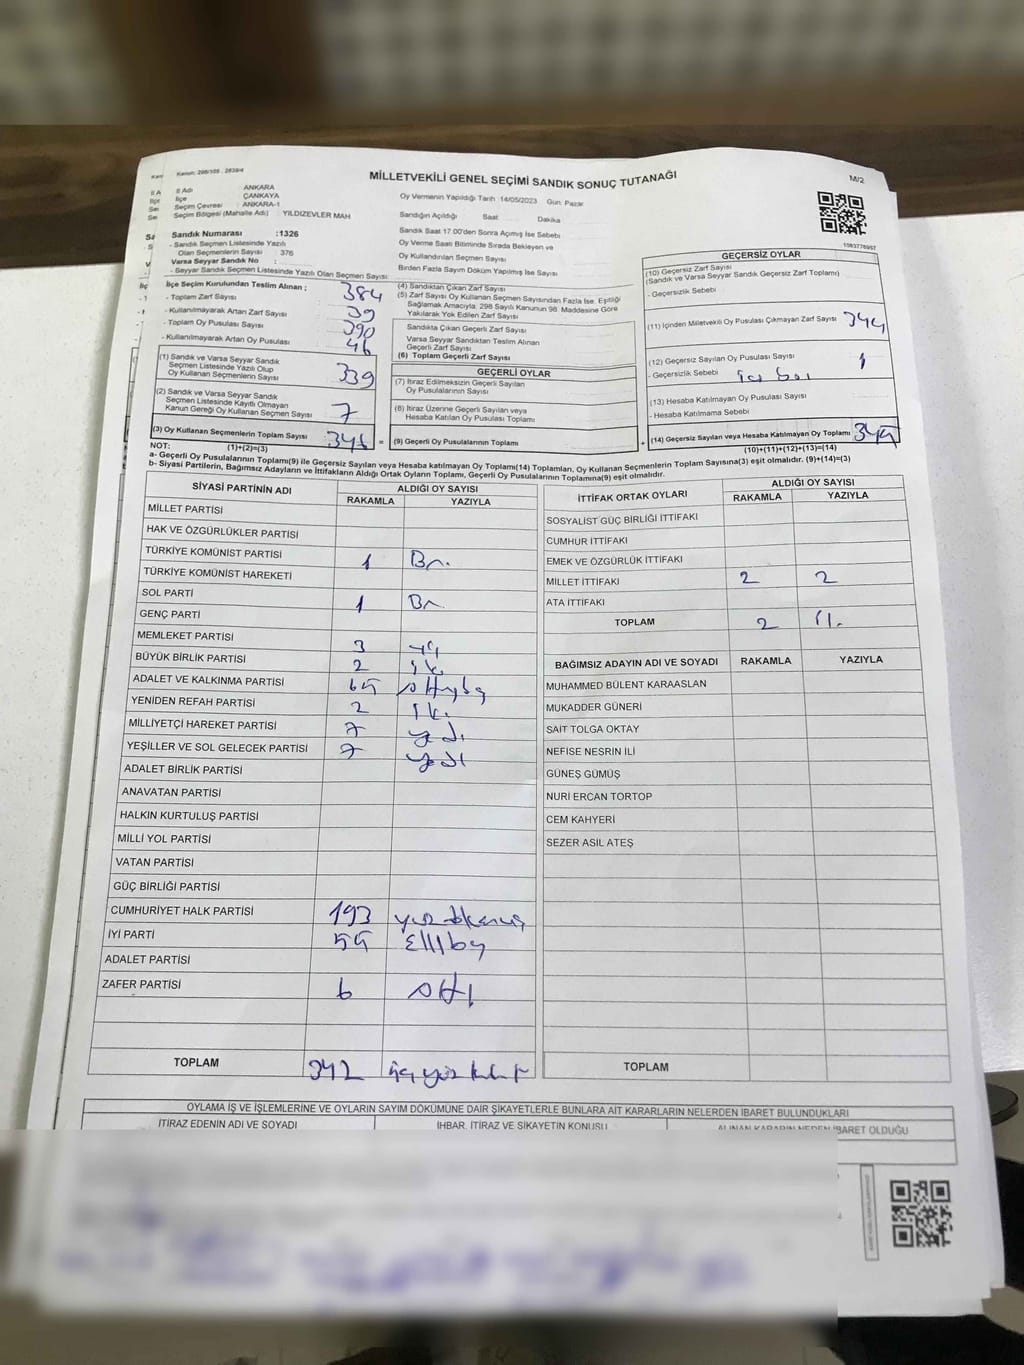 MİLLETVEKİLİ GENEL SEÇİMİ SANDIK SONUÇ TUTANAĞI
M/2
İl Adı ANKARA
İlçe ÇANKAYA
Seçim Çevresi : ANKARA-1
Seçim Bölgesi (Mahalle Adı) : YILDIZEVLER MAH
Oy Vermenin Yapıldığı Tarih 14/05/2023 Gün: Pazar
Sandığın Açıldığı Saat: Dakika
Sandık Saat 17:00'den Sonra Açılmış İse Sebebi
Oy Verme Saati Bitiminde Sırada Bekleyen ve
Oy Kullandırılan Seçmen Sayısı
Birden Fazla Sayım Döküm Yapılmış İse Sayısı
Sandık Numarası :1326
- Sandık Seçmen Listesinde Yazılı
Olan Seçmenlerin Sayısı : 376
Varsa Seyyar Sandık No :
- Seyyar Sandık Seçmen Listesinde Yazılı Olan Seçmen Sayısı:
İlçe Seçim Kurulundan Teslim Alınan ;
- Toplam Zarf Sayısı 384
- Kullanılmayarak Artan Zarf Sayısı 39
- Toplam Oy Pusulası Sayısı 390
- Kullanılmayarak Artan Oy Pusulası 46
(1) Sandık ve Varsa Seyyar Sandık
Seçmen Listesinde Yazılı Olup
Oy Kullanan Seçmenlerin Sayısı 339
(2) Sandık ve Varsa Seyyar Sandık
Seçmen Listesinde Kayıtlı Olmayan
Kanun Gereği Oy Kullanan Seçmen Sayısı 7
(3) Oy Kullanan Seçmenlerin Toplam Sayısı =
(1)+(2)=(3)
(4) Sandıktan Çıkan Zarf Sayısı
(5) Zarf Sayısı Oy Kullanan Seçmen Sayısından Fazla İse, Eşitliği
Sağlamak Amacıyla, 298 Sayılı Kanunun 98. Maddesine Göre
Yakılarak Yok Edilen Zarf Sayısı
Sandıkta Çıkan Geçerli Zarf Sayısı
Varsa Seyyar Sandıktan Teslim Alınan
Geçerli Zarf Sayısı
(6) Toplam Geçerli Zarf Sayısı
GEÇERLİ OYLAR
(7) İtiraz Edilmeksizin Geçerli Sayılan
Oy Pusulalarının Sayısı
(8) İtiraz Üzerine Geçerli Sayılan veya
Hesaba Katılan Oy Pusulası Toplamı
(9) Geçerli Oy Pusulalarının Toplamı +
GEÇERSİZ OYLAR
(10) Geçersiz Zarf Sayısı
(Sandık ve Varsa Seyyar Sandık Geçersiz Zarf Toplamı)
- Geçersizlik Sebebi
(11) İçinden Milletvekili Oy Pusulası Çıkmayan Zarf Sayısı 344
(12) Geçersiz Sayılan Oy Pusulası Sayısı 1
- Geçersizlik Sebebi
(13) Hesaba Katılmayan Oy Pusulası Sayısı
- Hesaba Katılmama Sebebi
(14) Geçersiz Sayılan veya Hesaba Katılmayan Oy Toplamı 345
(10)+(11)+(12)+(13)=(14)
NOT:
a- Geçerli Oy Pusulalarının Toplamı(9) ile Geçersiz Sayılan veya Hesaba katılmayan Oy Toplamı(14) Toplamları, Oy Kullanan Seçmenlerin Toplam Sayısına(3) eşit olmalıdır. (9)+(14)=(3)
b- Siyasi Partilerin, Bağımsız Adayların ve İttifakların Aldığı Ortak Oyların Toplamı, Geçerli Oy Pusulalarının Toplamına(9) eşit olmalıdır.
SİYASİ PARTİNİN ADI ALDIĞI OY SAYISI
RAKAMLA YAZIYLA
MİLLET PARTİSİ
HAK VE ÖZGÜRLÜKLER PARTİSİ
TÜRKİYE KOMÜNİST PARTİSİ 1 Bir.
TÜRKİYE KOMÜNİST HAREKETİ
SOL PARTİ 1 Bir
GENÇ PARTİ
MEMLEKET PARTİSİ 3 üç
BÜYÜK BİRLİK PARTİSİ 2 iki
ADALET VE KALKINMA PARTİSİ 65 altmışbeş
YENİDEN REFAH PARTİSİ 2 iki
MİLLİYETÇİ HAREKET PARTİSİ 7 yedi
YEŞİLLER VE SOL GELECEK PARTİSİ 7 yedi
ADALET BİRLİK PARTİSİ
ANAVATAN PARTİSİ
HALKIN KURTULUŞ PARTİSİ
MİLLİ YOL PARTİSİ
VATAN PARTİSİ
GÜÇ BİRLİĞİ PARTİSİ
CUMHURİYET HALK PARTİSİ 193
İYİ PARTİ 55 Ellibeş
ADALET PARTİSİ
ZAFER PARTİSİ 6 altı
TOPLAM 342
İTTİFAK ORTAK OYLARI ALDIĞI OY SAYISI
RAKAMLA YAZIYLA
SOSYALİST GÜÇ BİRLİĞİ İTTİFAKI
CUMHUR İTTİFAKI
EMEK VE ÖZGÜRLÜK İTTİFAKI
MİLLET İTTİFAKI 2 2
ATA İTTİFAKI
TOPLAM 2
BAĞIMSIZ ADAYIN ADI VE SOYADI RAKAMLA YAZIYLA
MUHAMMED BÜLENT KARAASLAN
MUKADDER GÜNERİ
SAİT TOLGA OKTAY
NEFİSE NESRİN İLİ
GÜNEŞ GÜMÜŞ
NURİ ERCAN TORTOP
CEM KAHYERİ
SEZER ASIL ATEŞ
TOPLAM
OYLAMA İŞ VE İŞLEMLERİNE VE OYLARIN SAYIM DÖKÜMÜNE DAİR ŞİKAYETLERLE BUNLARA AİT KARARLARIN NELERDEN İBARET BULUNDUKLARI
İTİRAZ EDENİN ADI VE SOYADI İHBAR, İTİRAZ VE ŞİKAYETİN KONUSU ALINAN KARARIN NEDEN İBARET OLDUĞU